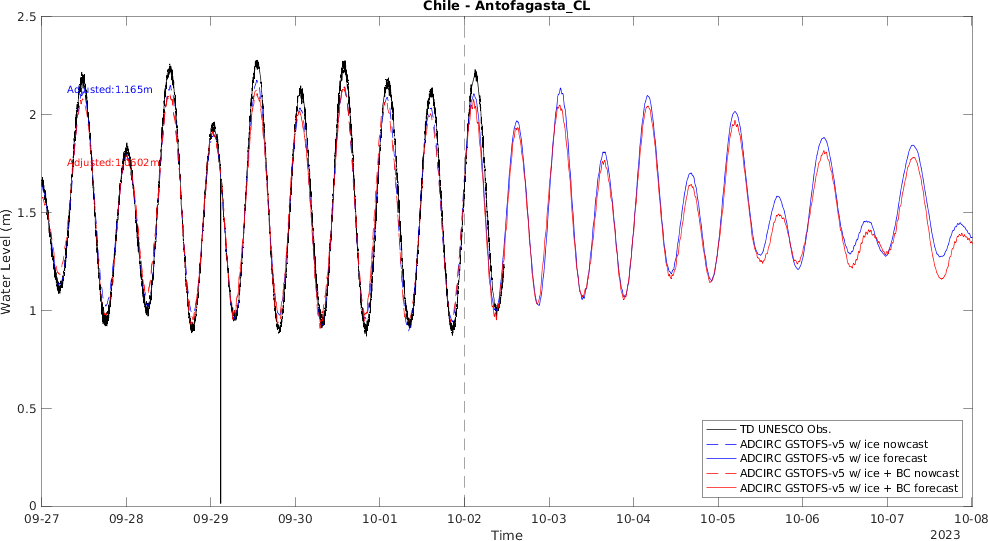 Chile - Antofagasta_CL
2.5
2
1.5
1
0.5
0
Water Level (m)
Adjusted:1.165m
TD UNESCO Obs.
ADCIRC GSTOFS-v5 w/ ice nowcast
ADCIRC GSTOFS-v5 w/ ice forecast
ADCIRC GSTOFS-v5 w/ ice + BC nowcast
ADCIRC GSTOFS-v5 w/ ice + BC forecast
09-27 09-28 09-29 09-30 10-01 10-02 10-03 10-04 10-05 10-06 10-07 10-08
Time
2023